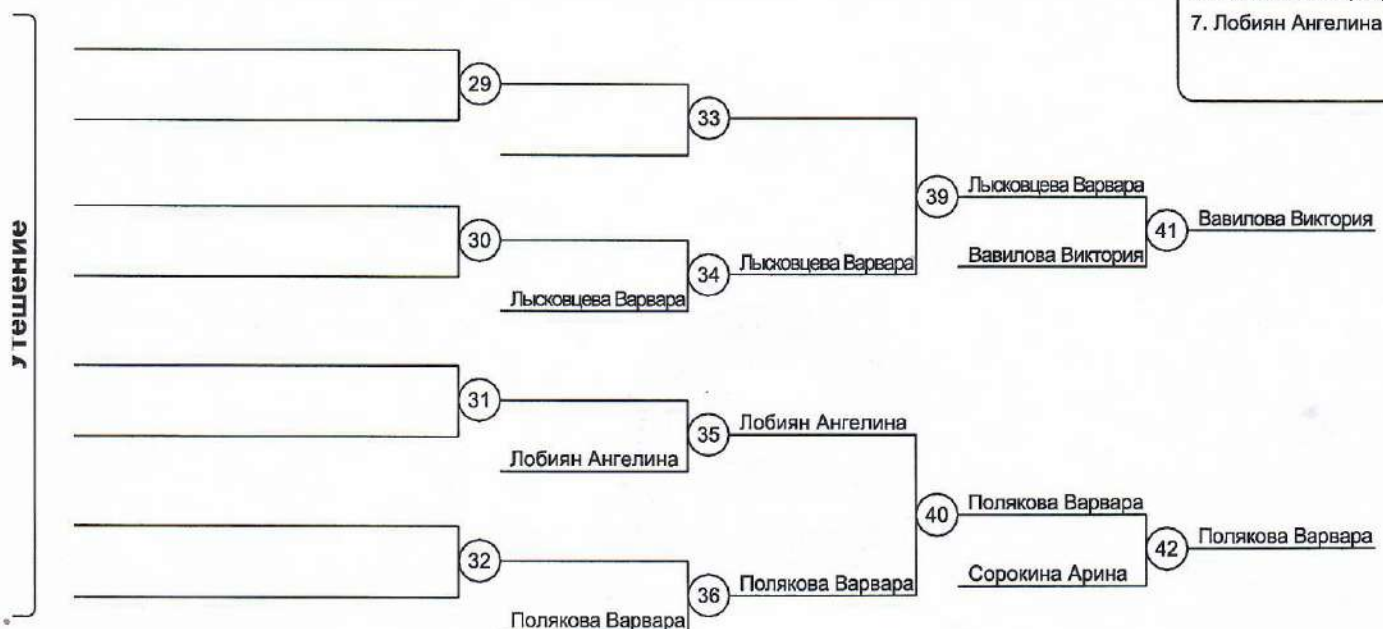 7. Лобиян Ангелина
утешение
29
33
39
Лысковцева Варвара
41
Вавилова Виктория
Вавилова Виктория
30
34
Лысковцева Варвара
Лысковцева Варвара
31
35
Лобиян Ангелина
Лобиян Ангелина
40
Полякова Варвара
42
Полякова Варвара
Сорокина Арина
32
36
Полякова Варвара
Полякова Варвара